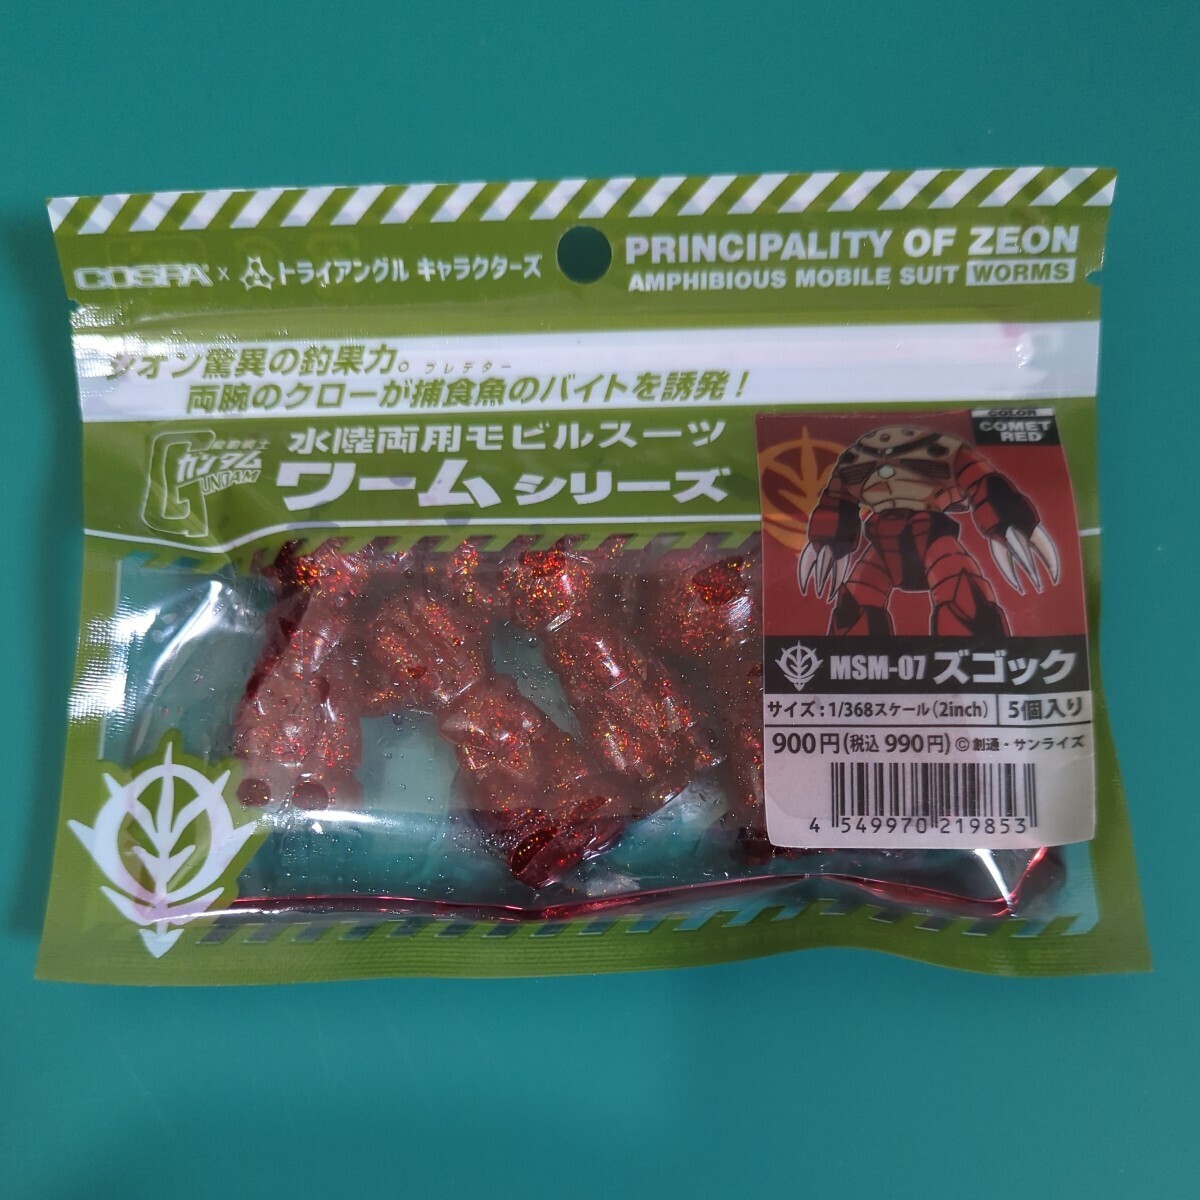 COSPA × トライアングル キャラクターズ
PRINCIPALITY OF ZEON
AMPHIBIOUS MOBILE SUIT WORMS
ジオン驚異の釣果力。
プレデター
両腕のクローが捕食魚のバイトを誘発！
機動戦士
ガンダム
GUNDAM
水陸両用モビルスーツ
ワームシリーズ
COLOR
COMET
RED
MSM-07 ズゴック
サイズ：1/368スケール（2inch） 5個入り
900円（税込 990円） ©創通・サンライズ
4 549970 219853